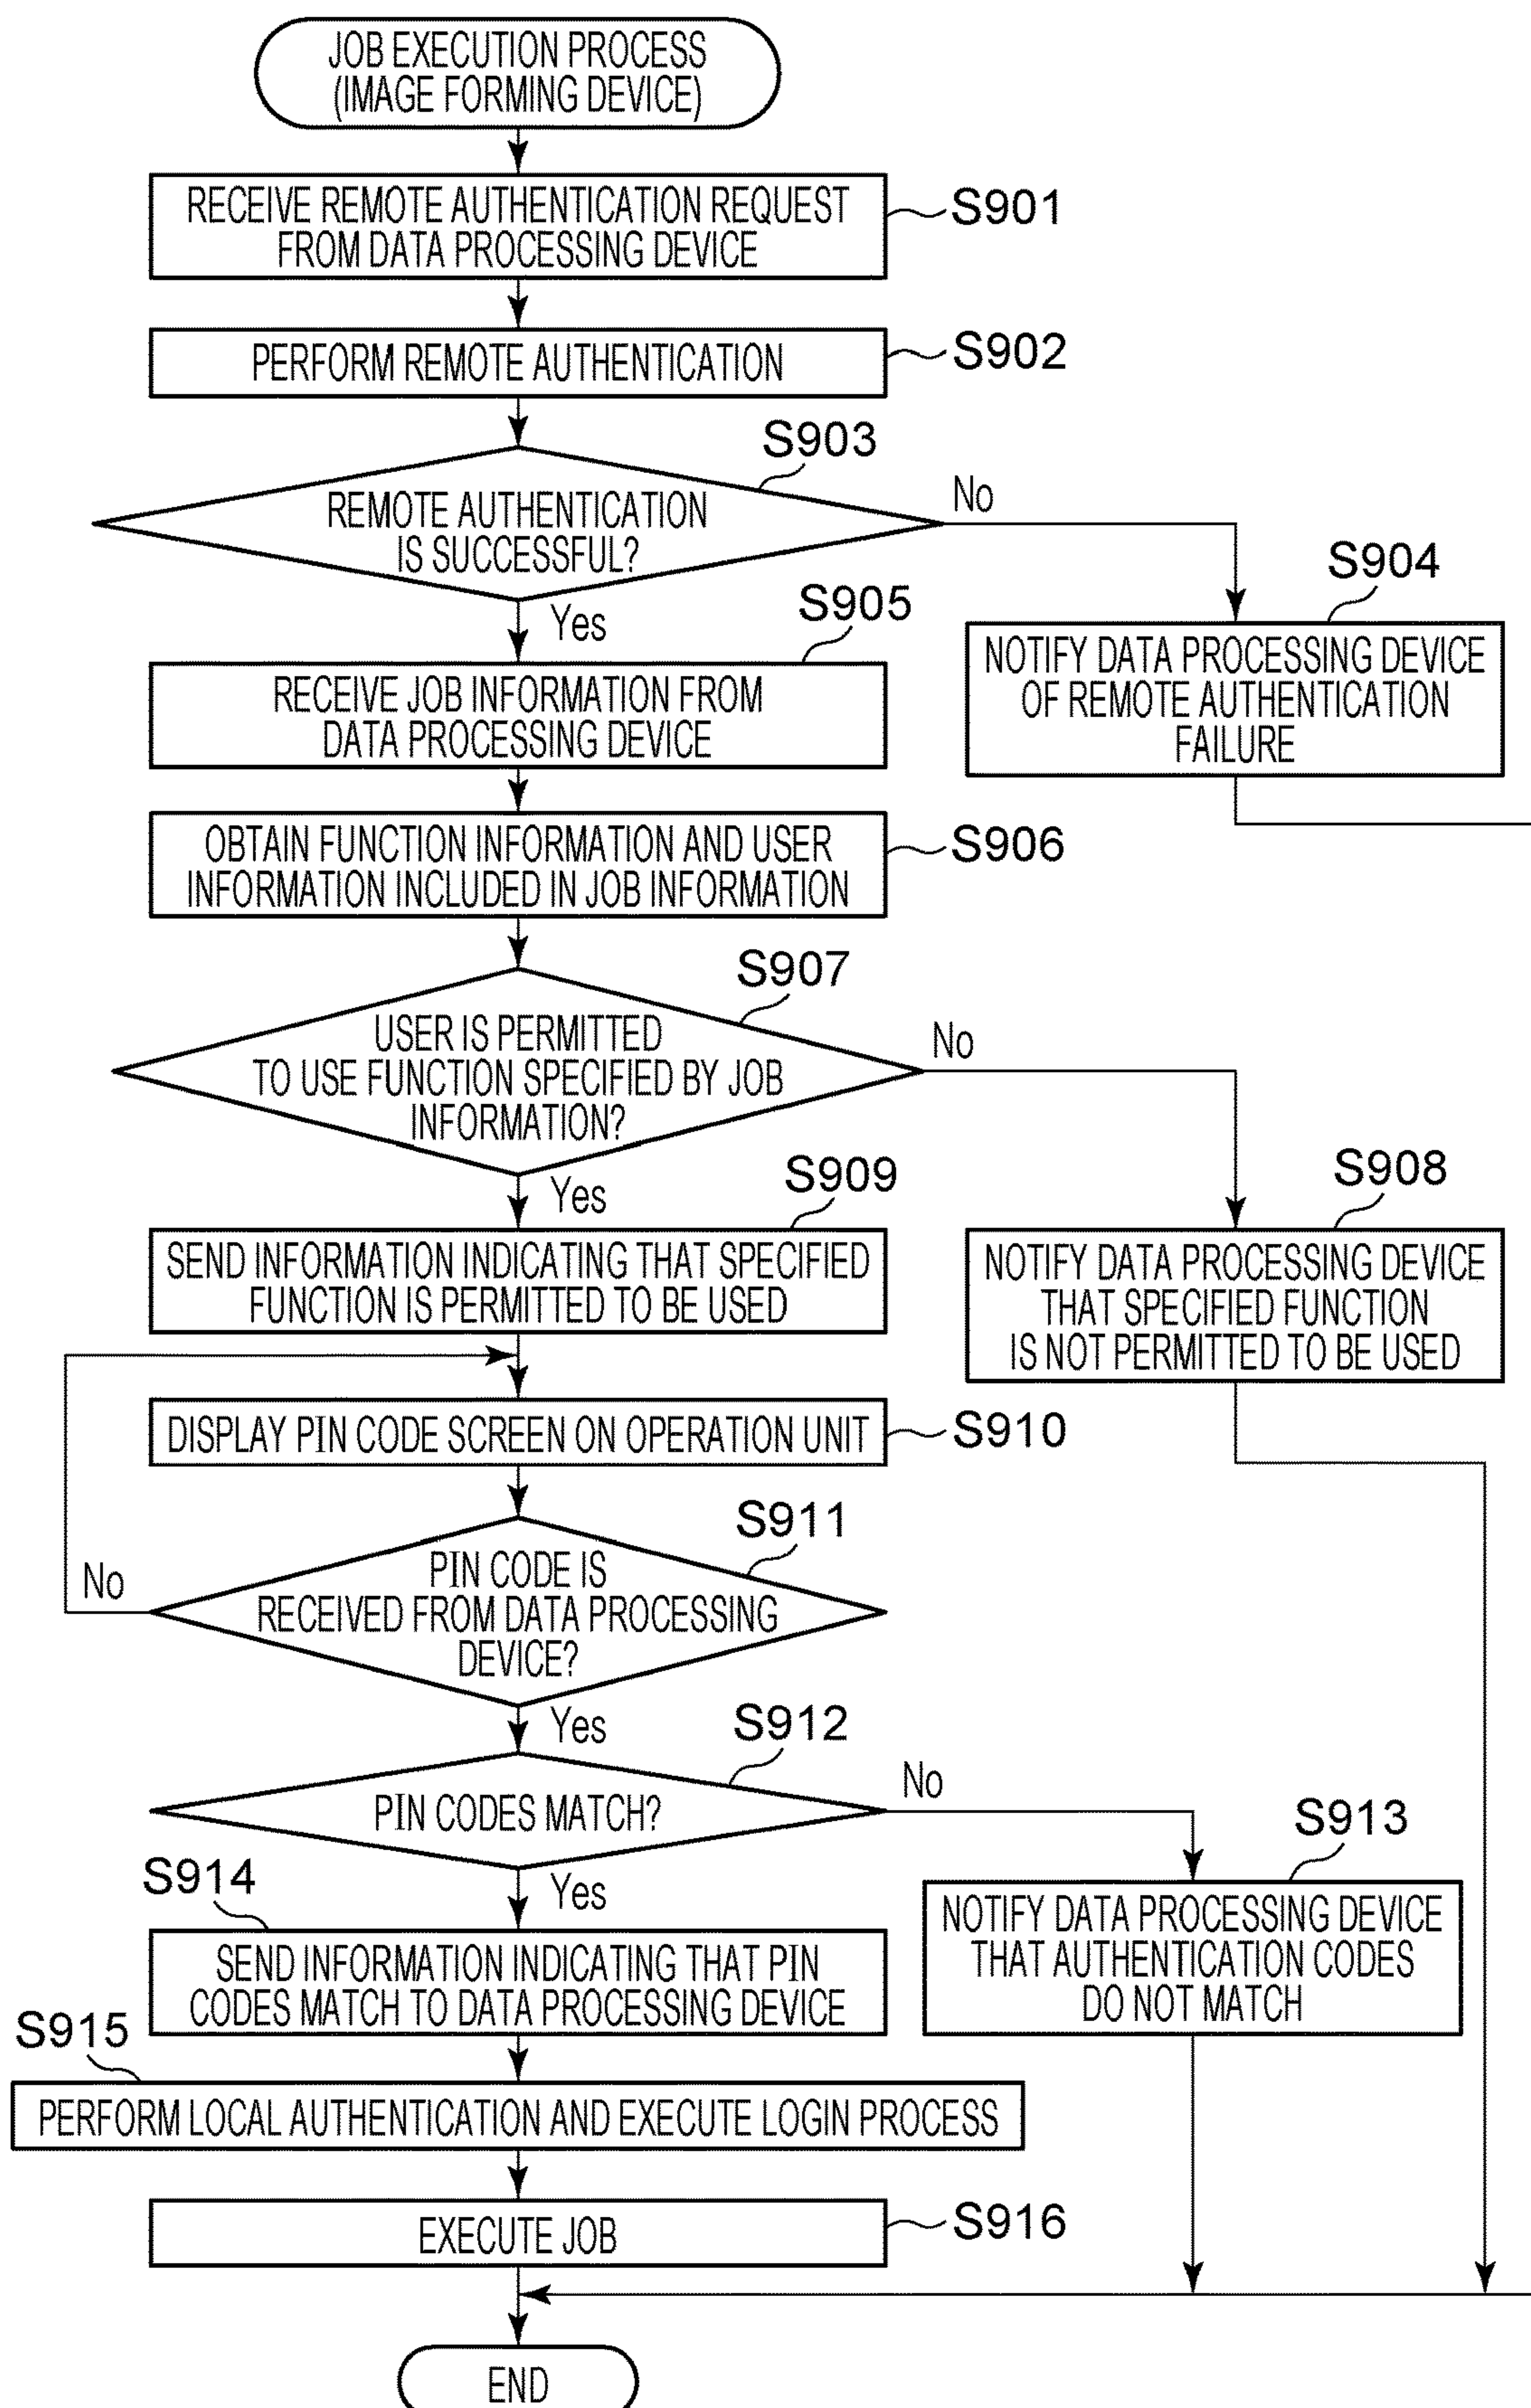 JOB EXECUTION PROCESS
(IMAGE FORMING DEVICE)
RECEIVE REMOTE AUTHENTICATION REQUEST
FROM DATA PROCESSING DEVICE
S901
PERFORM REMOTE AUTHENTICATION
S902
S903
REMOTE AUTHENTICATION
IS SUCCESSFUL?
No
Yes
S904
NOTIFY DATA PROCESSING DEVICE
OF REMOTE AUTHENTICATION
FAILURE
S905
RECEIVE JOB INFORMATION FROM
DATA PROCESSING DEVICE
OBTAIN FUNCTION INFORMATION AND USER
INFORMATION INCLUDED IN JOB INFORMATION
S906
S907
USER IS PERMITTED
TO USE FUNCTION SPECIFIED BY JOB
INFORMATION?
No
Yes
S908
NOTIFY DATA PROCESSING DEVICE
THAT SPECIFIED FUNCTION
IS NOT PERMITTED TO BE USED
S909
SEND INFORMATION INDICATING THAT SPECIFIED
FUNCTION IS PERMITTED TO BE USED
DISPLAY PIN CODE SCREEN ON OPERATION UNIT
S910
S911
PIN CODE IS
RECEIVED FROM DATA PROCESSING
DEVICE?
No
Yes
S912
PIN CODES MATCH?
No
Yes
S913
NOTIFY DATA PROCESSING DEVICE
THAT AUTHENTICATION CODES
DO NOT MATCH
S914
SEND INFORMATION INDICATING THAT PIN
CODES MATCH TO DATA PROCESSING DEVICE
S915
PERFORM LOCAL AUTHENTICATION AND EXECUTE LOGIN PROCESS
EXECUTE JOB
S916
END